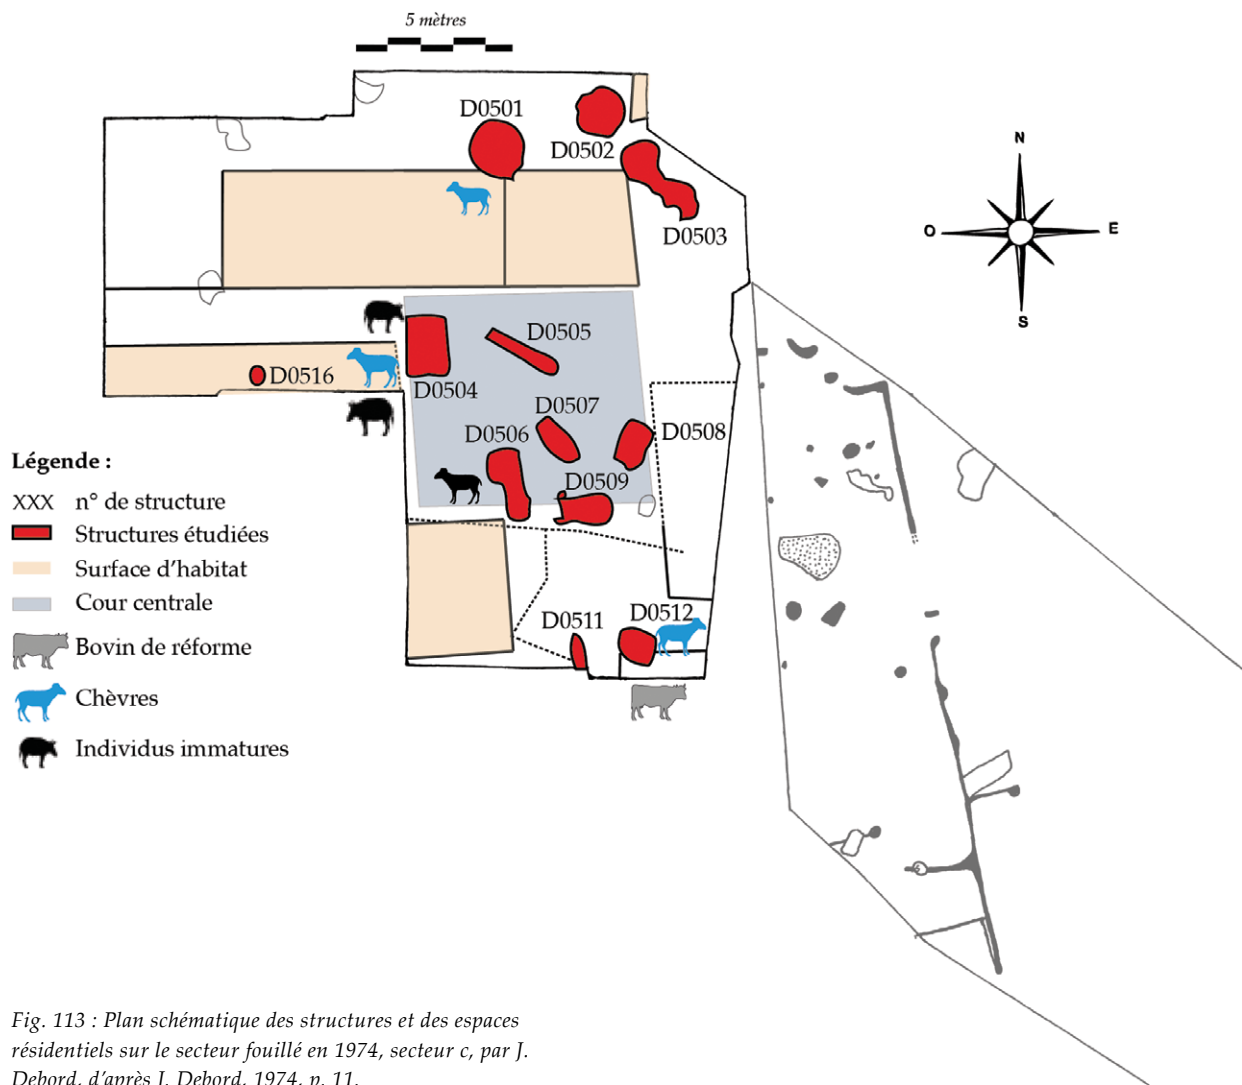 5 mètres
D0501
D0502
D0503
N
O
E
S
D0505
D0516
D0504
D0507
D0506
D0508
D0509
D0511
D0512
Légende :
XXX n° de structure
Structures étudiées
Surface d'habitat
Cour centrale
Bovin de réforme
Chèvres
Individus immatures
Fig. 113 : Plan schématique des structures et des espaces
résidentiels sur le secteur fouillé en 1974, secteur c, par J.
Debord, d'après J. Debord, 1974, p. 11.